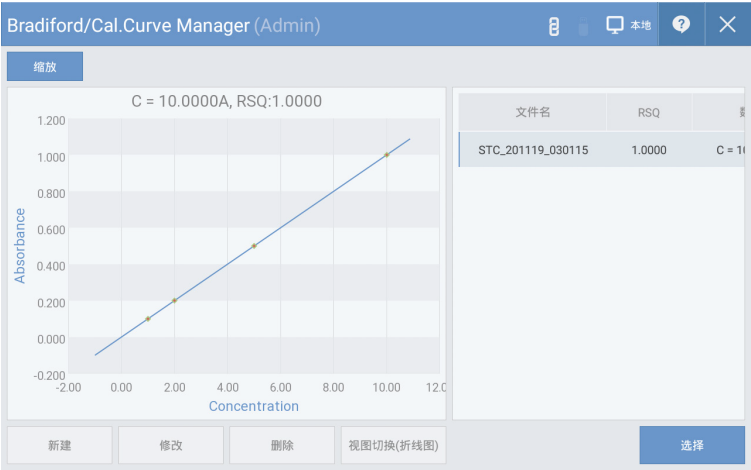 Bradiford/Cal.Curve Manager (Admin)
本地
缩放
C = 10.0000A, RSQ:1.0000
1.200
1.000
0.800
0.600
0.400
0.200
0.000
-0.200
Absorbance
-2.00 0.00 2.00 4.00 6.00 8.00 10.00 12.0
Concentration
文件名 RSQ
STC_201119_030115 1.0000 C = 1
新建 修改 删除 视图切换(折线图) 选择